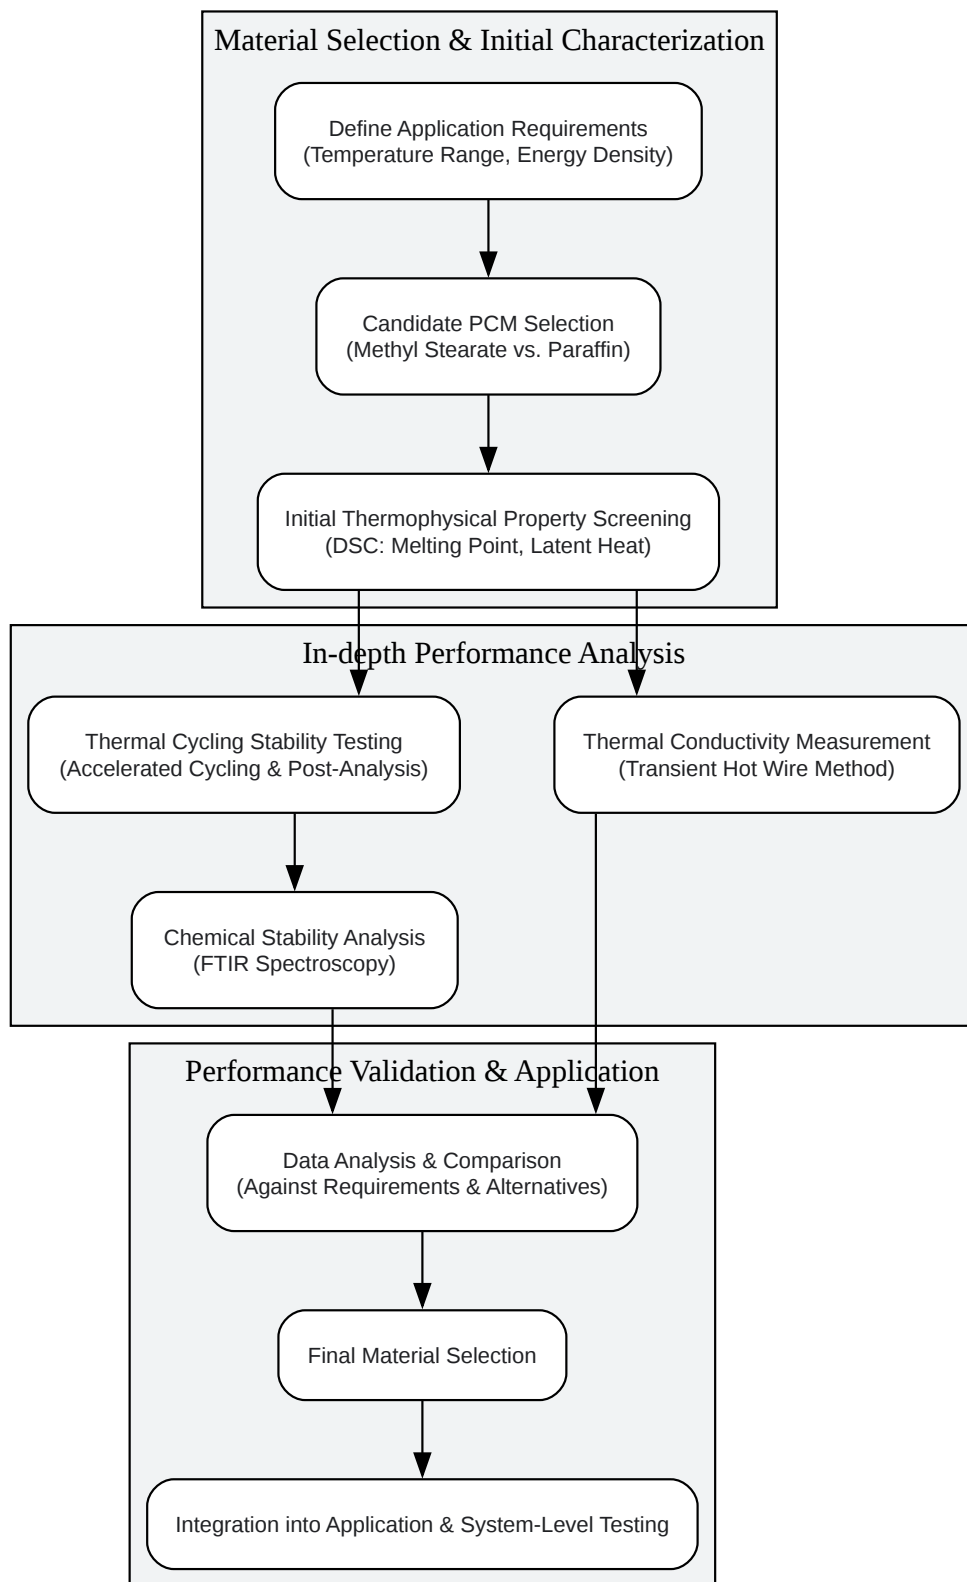 Material Selection & Initial Characterization
Define Application Requirements
(Temperature Range, Energy Density)
Candidate PCM Selection
(Methyl Stearate vs. Paraffin)
Initial Thermophysical Property Screening
(DSC: Melting Point, Latent Heat)
In-depth Performance Analysis
Thermal Cycling Stability Testing
(Accelerated Cycling & Post-Analysis)
Thermal Conductivity Measurement
(Transient Hot Wire Method)
Chemical Stability Analysis
(FTIR Spectroscopy)
Performance Validation & Application
Data Analysis & Comparison
(Against Requirements & Alternatives)
Final Material Selection
Integration into Application & System-Level Testing